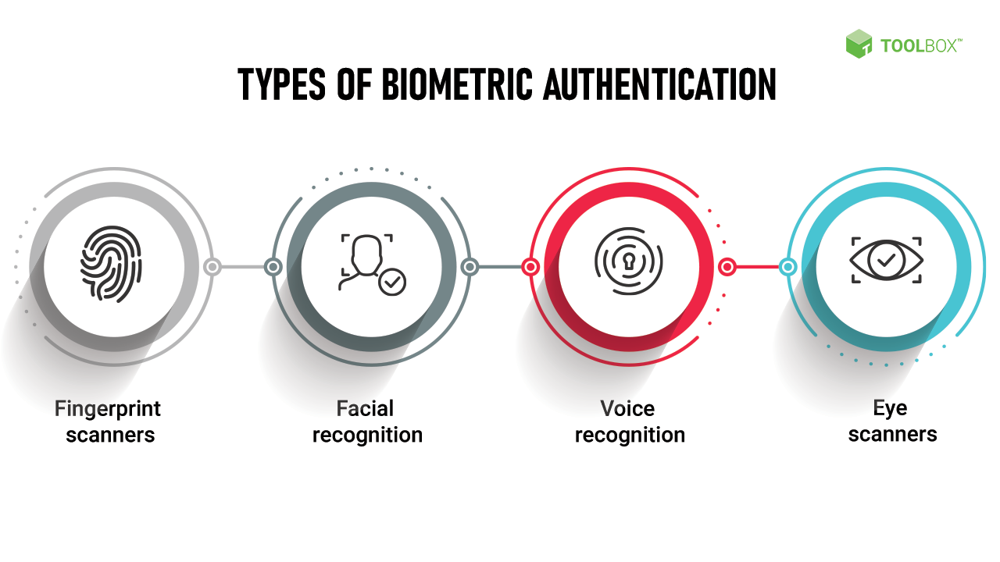 TOOLBOX™
TYPES OF BIOMETRIC AUTHENTICATION
Fingerprint
scanners
Facial
recognition
Voice
recognition
Eye
scanners